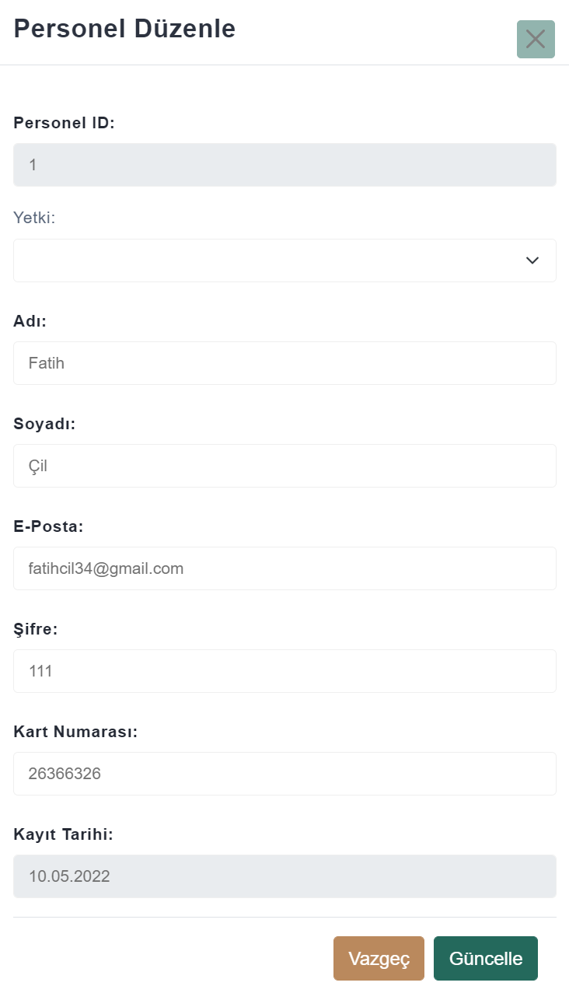 Personel Düzenle
Personel ID:
1
Yetki:
Adı:
Fatih
Soyadı:
Çil
E-Posta:
fatihcil34@gmail.com
Şifre:
111
Kart Numarası:
26366326
Kayıt Tarihi:
10.05.2022
Vazgeç Güncelle